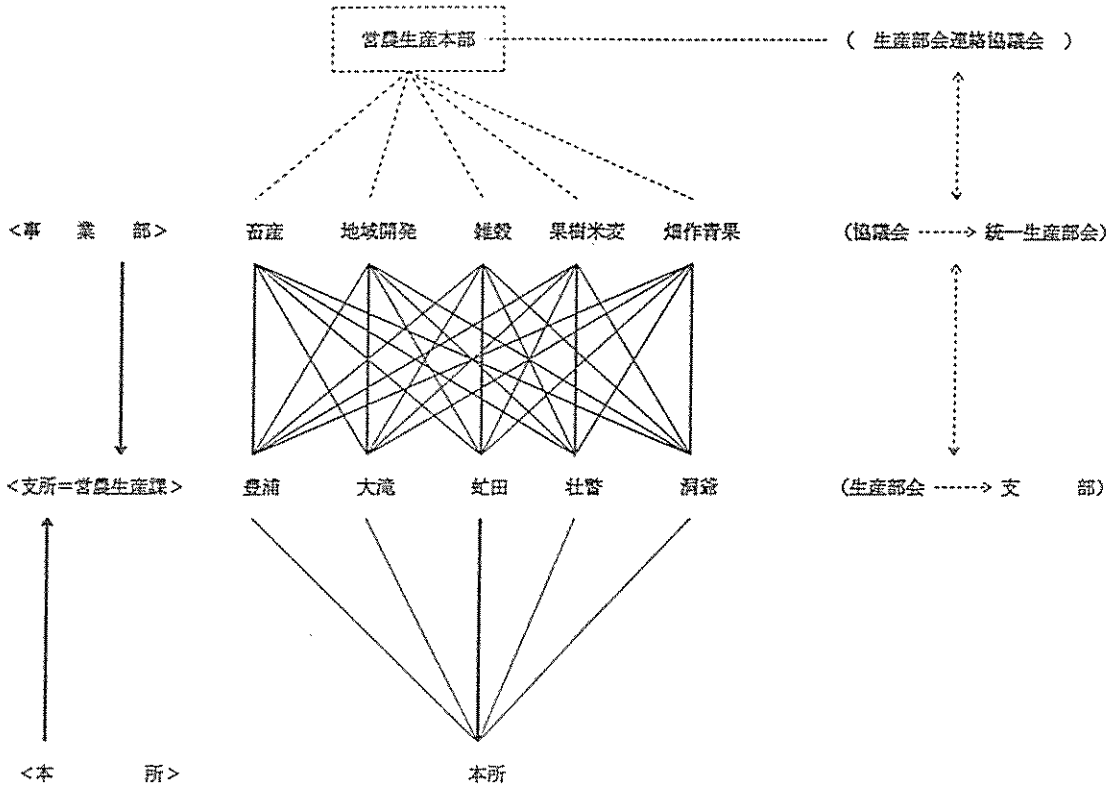 営農生産本部 ( 生産部会連絡協議会 )
<事 業 部> 畜産 地域開発 雑穀 果樹米麦 畑作青果 (協議会 ……> 統一生産部会)
<支所=営農生産課> 豊浦 大滝 虻田 壮瞥 洞爺 (生産部会 ……> 支 部)
<本 所> 本所